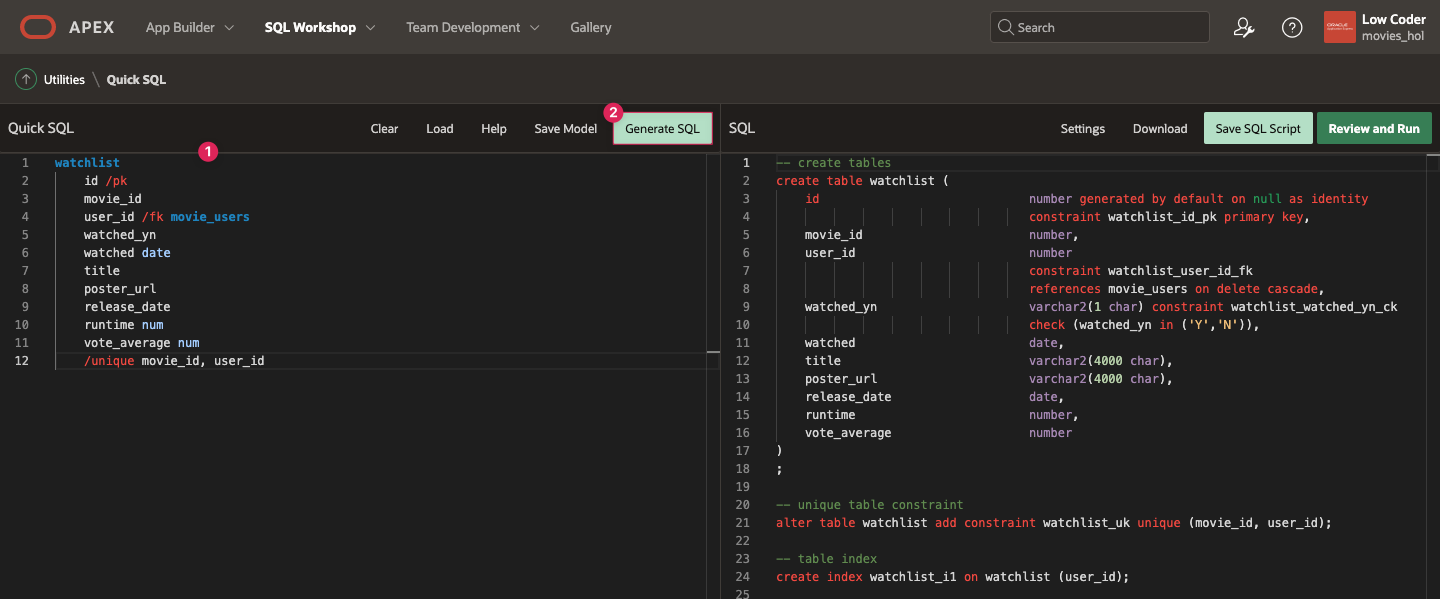 APEX App Builder SQL Workshop Team Development Gallery Search Low Coder
movies_hol
Utilities \ Quick SQL
Quick SQL Clear Load Help Save Model 2 Generate SQL
1
1 watchlist
2 id /pk
3 movie_id
4 user_id /fk movie_users
5 watched_yn
6 watched date
7 title
8 poster_url
9 release_date
10 runtime num
11 vote_average num
12 /unique movie_id, user_id
SQL Settings Download Save SQL Script Review and Run
1 -- create tables
2 create table watchlist (
3 id number generated by default on null as identity
4 constraint watchlist_id_pk primary key,
5 movie_id number,
6 user_id number
7 constraint watchlist_user_id_fk
8 references movie_users on delete cascade,
9 watched_yn varchar2(1 char) constraint watchlist_watched_yn_ck
10 check (watched_yn in ('Y','N')),
11 watched date,
12 title varchar2(4000 char),
13 poster_url varchar2(4000 char),
14 release_date date,
15 runtime number,
16 vote_average number
17 )
18 ;
19
20 -- unique table constraint
21 alter table watchlist add constraint watchlist_uk unique (movie_id, user_id);
22
23 -- table index
24 create index watchlist_i1 on watchlist (user_id);
25